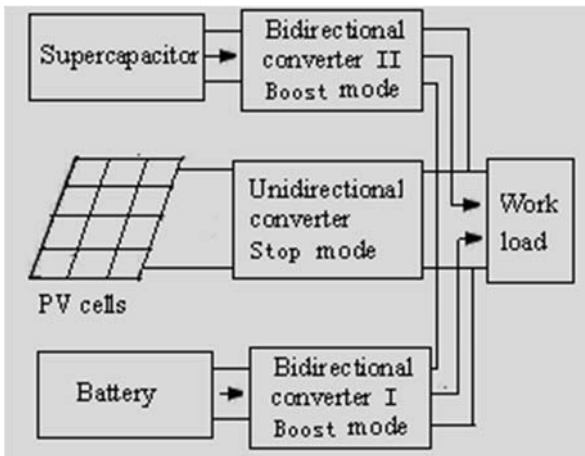 Supercapacitor
Bidirectional
converter II
Boost mode
Unidirectional
converter
Stop mode
Work
load
PV cells
Battery
Bidirectional
converter I
Boost mode